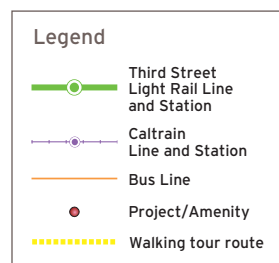 Legend
Third Street
Light Rail Line
and Station
Caltrain
Line and Station
Bus Line
Project/Amenity
Walking tour route